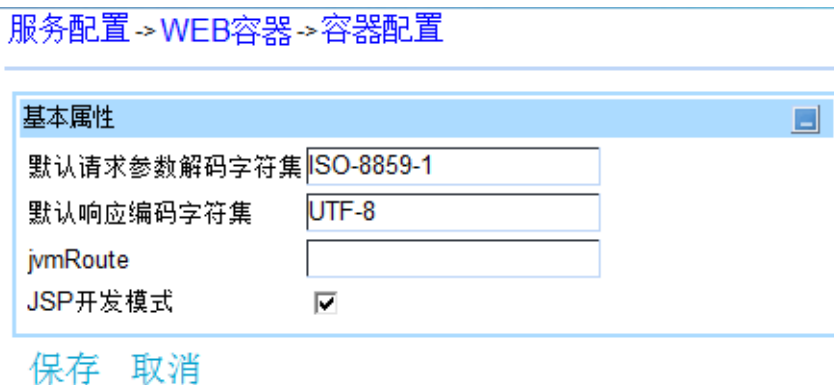 服务配置->WEB容器->容器配置
基本属性
默认请求参数解码字符集 ISO-8859-1
默认响应编码字符集 UTF-8
jvmRoute
JSP开发模式
保存 取消